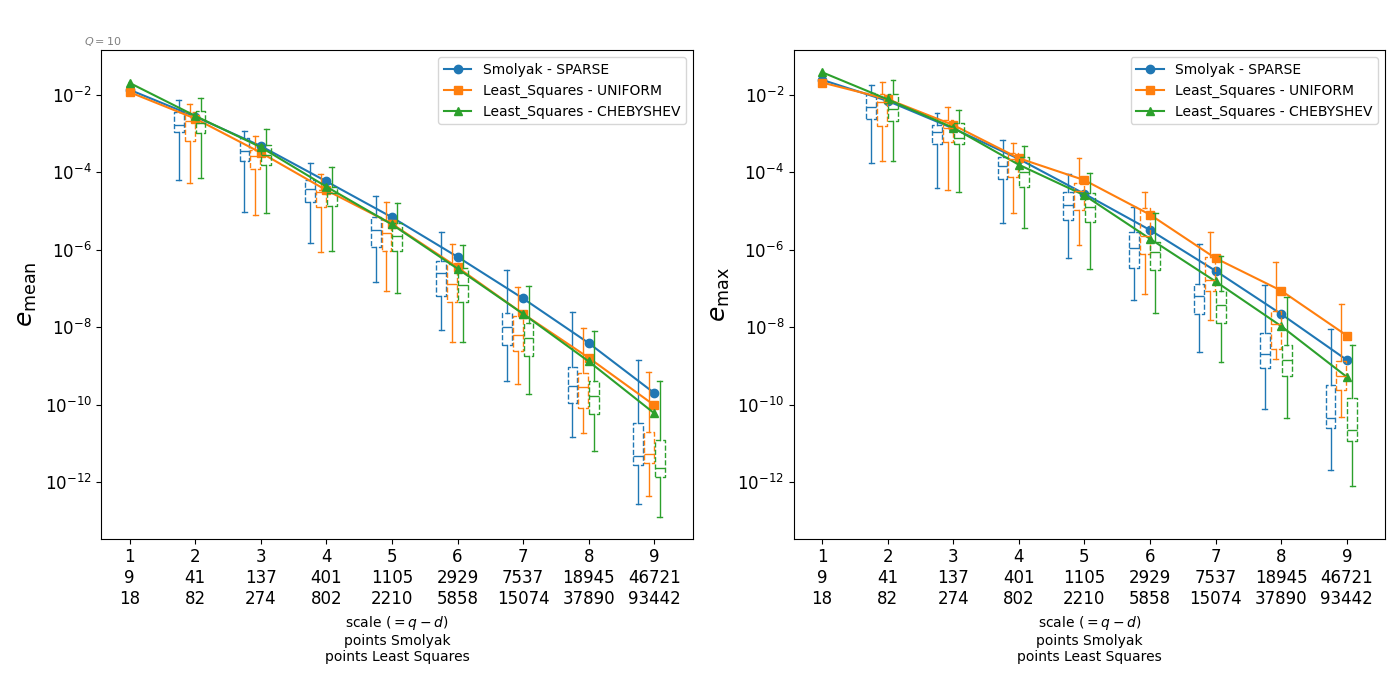 Q = 10
Smolyak - SPARSE
Least_Squares - UNIFORM
Least_Squares - CHEBYSHEV
e_mean
10^−2
10^−4
10^−6
10^−8
10^−10
10^−12
1 2 3 4 5 6 7 8 9
9 41 137 401 1105 2929 7537 18945 46721
18 82 274 802 2210 5858 15074 37890 93442
scale (= q − d)
points Smolyak
points Least Squares
Smolyak - SPARSE
Least_Squares - UNIFORM
Least_Squares - CHEBYSHEV
e_max
10^−2
10^−4
10^−6
10^−8
10^−10
10^−12
1 2 3 4 5 6 7 8 9
9 41 137 401 1105 2929 7537 18945 46721
18 82 274 802 2210 5858 15074 37890 93442
scale (= q − d)
points Smolyak
points Least Squares